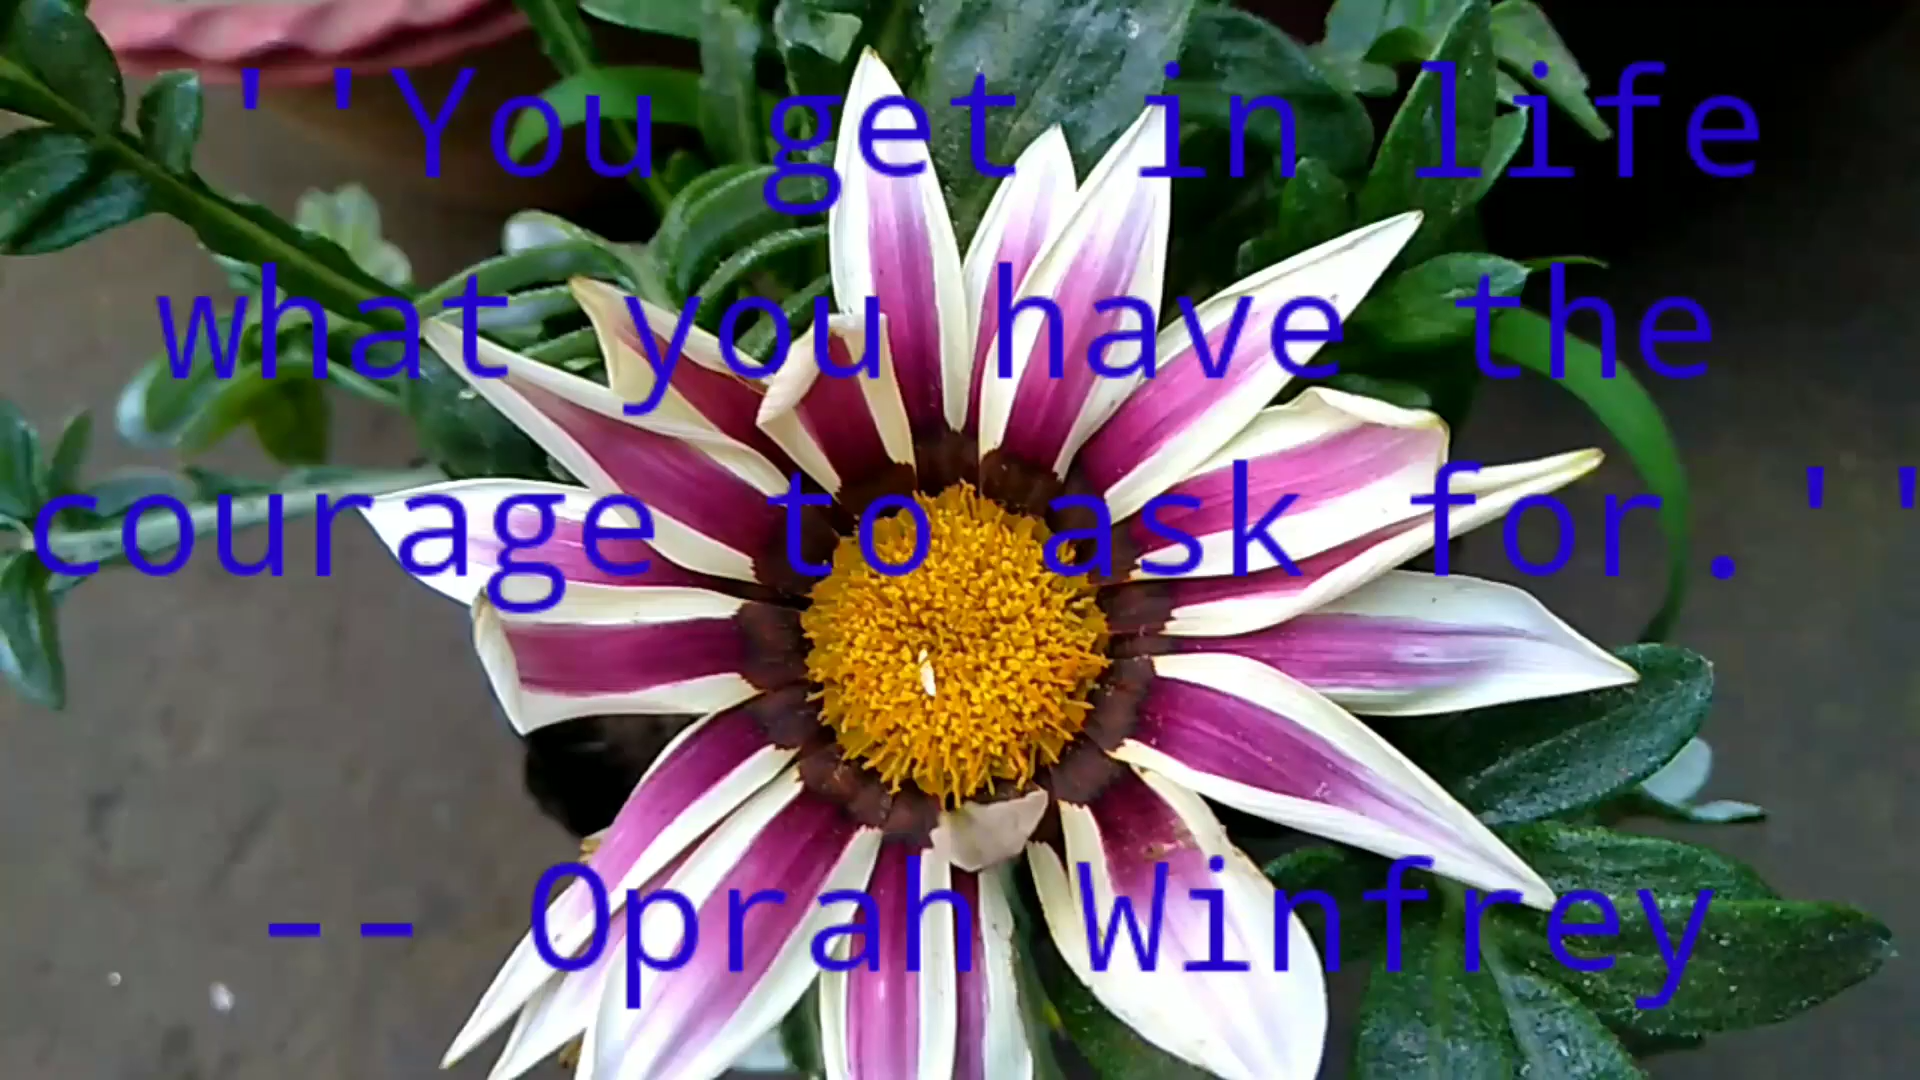 ''You get in life
what you have the
courage to ask for.''
-- Oprah Winfrey